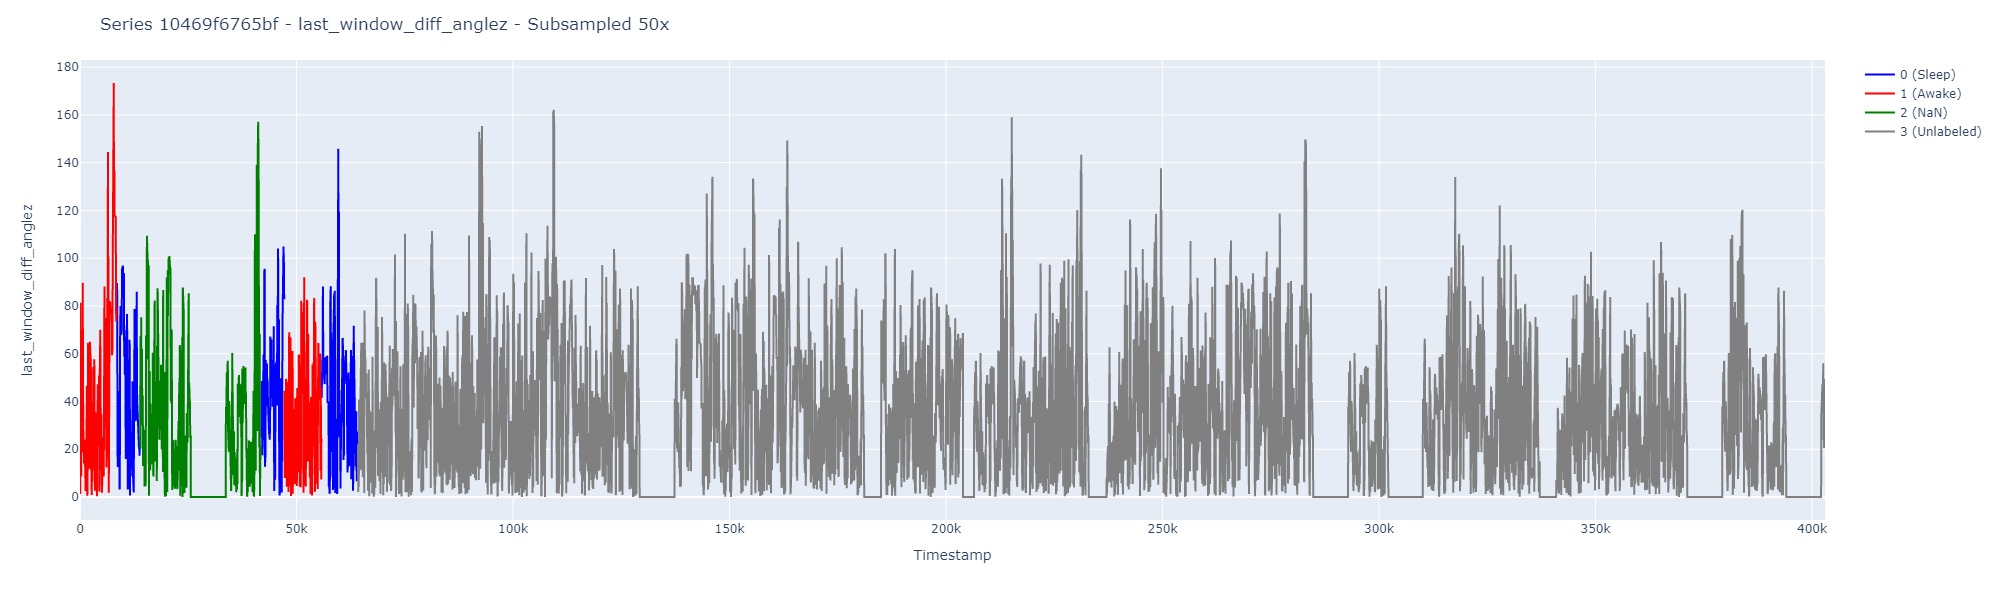 Series 10469f6765bf - last_window_diff_anglez - Subsampled 50x
0 (Sleep)
1 (Awake)
2 (NaN)
3 (Unlabeled)
last_window_diff_anglez
180
160
140
120
100
80
60
40
20
0
0 50k 100k 150k 200k 250k 300k 350k 400k
Timestamp